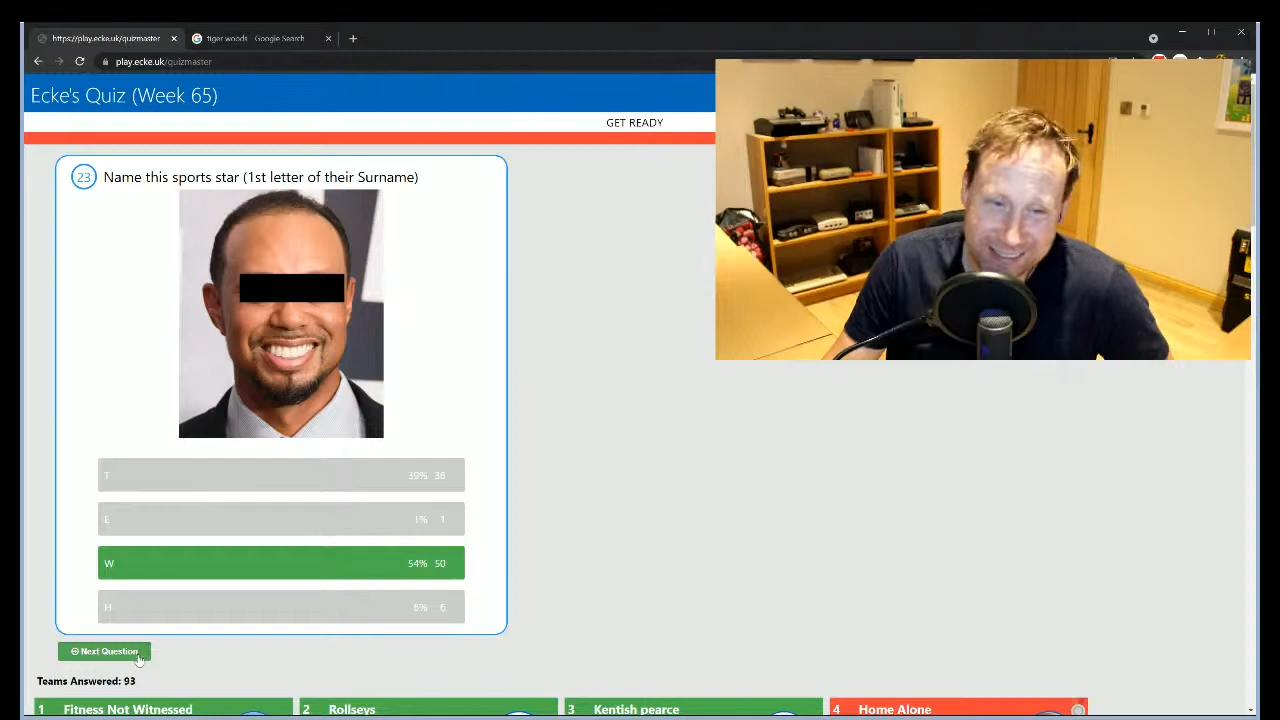 https://play.ecke.uk/quizmaster
tiger woods - Google Search
play.ecke.uk/quizmaster
Ecke's Quiz (Week 65)
GET READY
23 Name this sports star (1st letter of their Surname)
T 39% 36
E 1% 1
W 54% 50
H 6% 6
Next Question
Teams Answered: 93
1 Fitness Not Witnessed
2 Rollseys
3 Kentish pearce
4 Home Alone